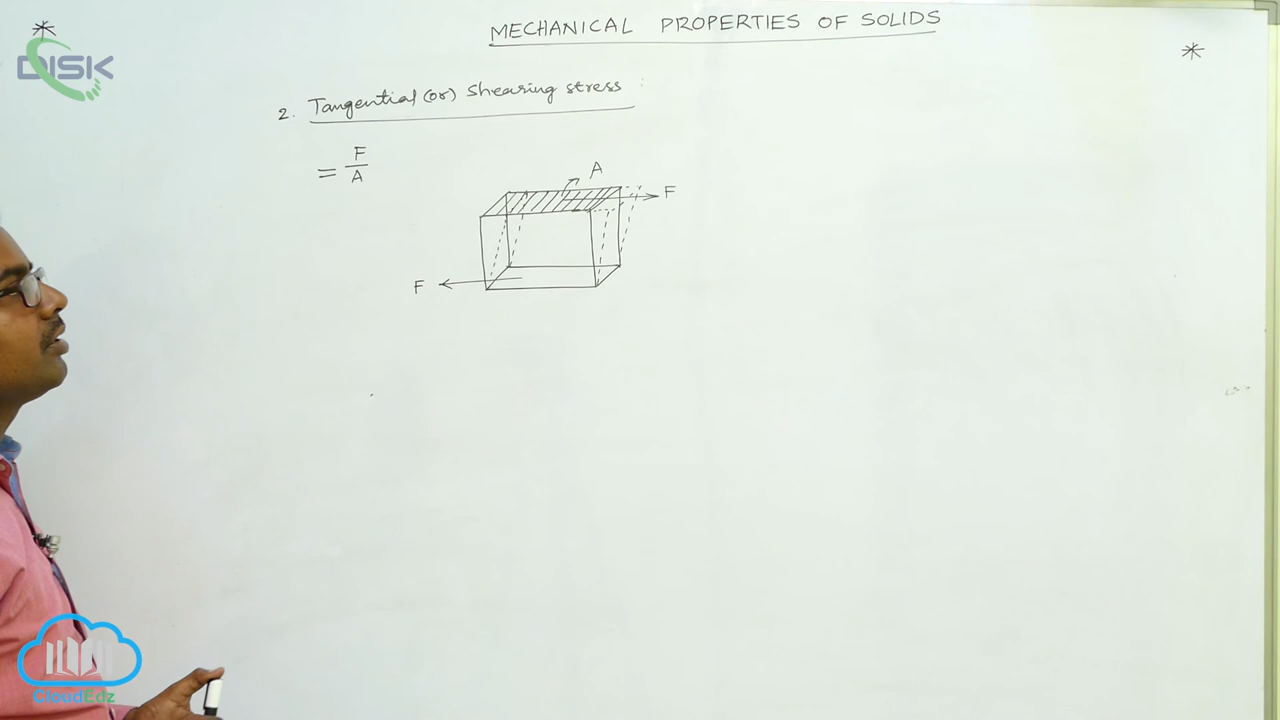 MECHANICAL PROPERTIES OF SOLIDS
DISK
2. Tangential (or) Shearing stress :
= F
A
A
F
F
CloudEdz